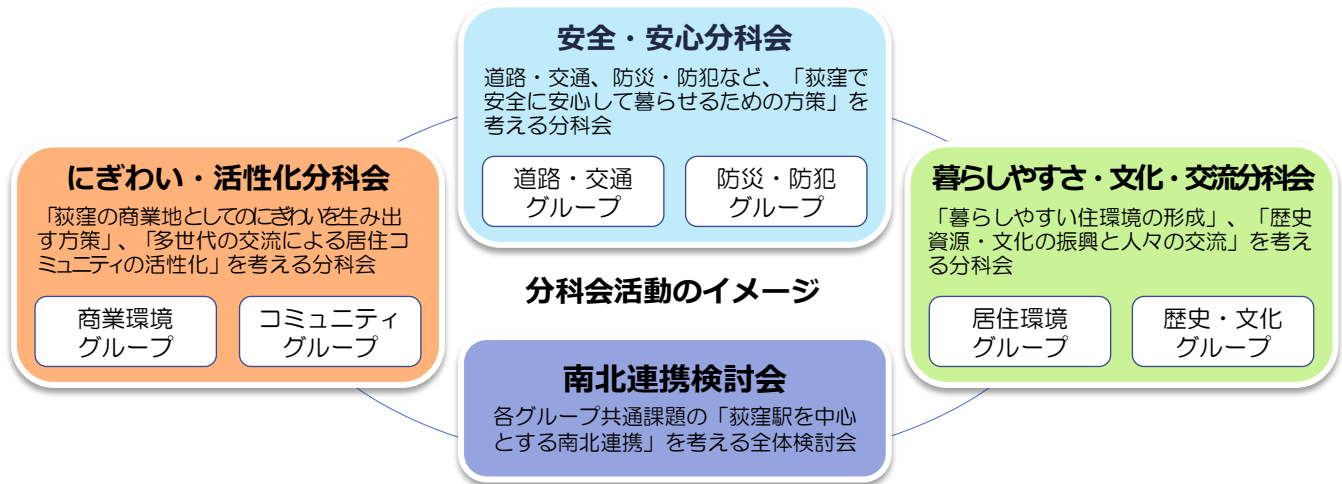 安全・安心分科会
道路・交通、防災・防犯など、「荻窪で
安全に安心して暮らせるための方策」を
考える分科会
道路・交通
グループ
防災・防犯
グループ
にぎわい・活性化分科会
「荻窪の商業地としてのにぎわいを生み出
す方策」、「多世代の交流による居住コ
ミュニティの活性化」を考える分科会
商業環境
グループ
コミュニティ
グループ
分科会活動のイメージ
暮らしやすさ・文化・交流分科会
「暮らしやすい住環境の形成」、「歴史
資源・文化の振興と人々の交流」を考え
る分科会
居住環境
グループ
歴史・文化
グループ
南北連携検討会
各グループ共通課題の「荻窪駅を中心
とする南北連携」を考える全体検討会